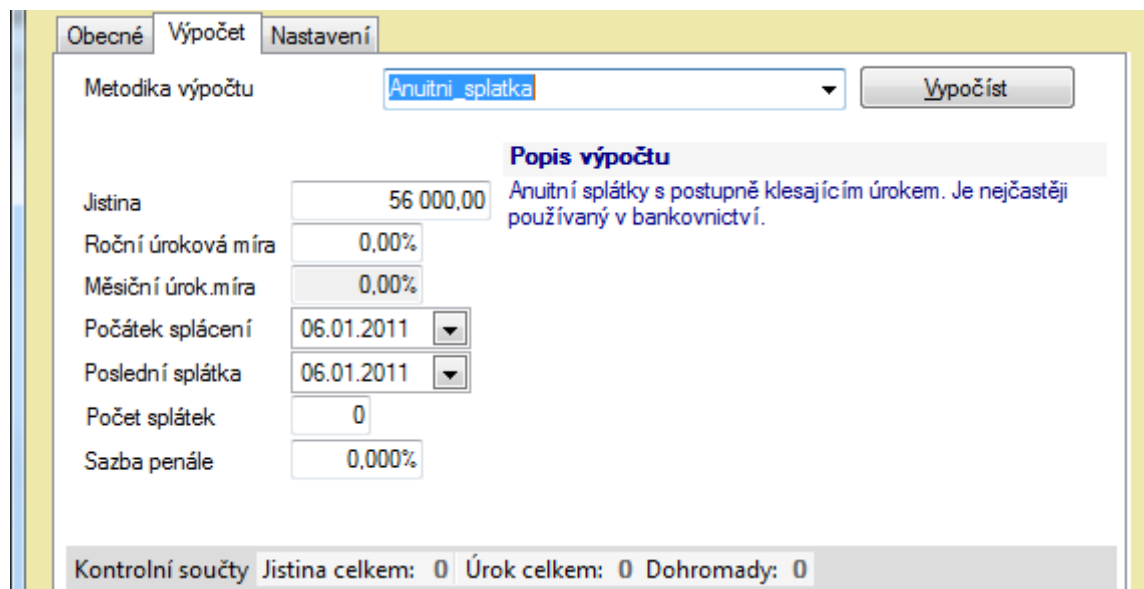 Obecné Výpočet Nastavení
Metodika výpočtu Anuitni_splatka Vypočíst
Popis výpočtu
Anuitní splátky s postupně klesajícím úrokem. Je nejčastěji
používaný v bankovnictví.
Jistina 56 000,00
Roční úroková míra 0,00%
Měsiční úrok.míra 0,00%
Počátek splácení 06.01.2011
Poslední splátka 06.01.2011
Počet splátek 0
Sazba penále 0,000%
Kontrolní součty Jistina celkem: 0 Úrok celkem: 0 Dohromady: 0